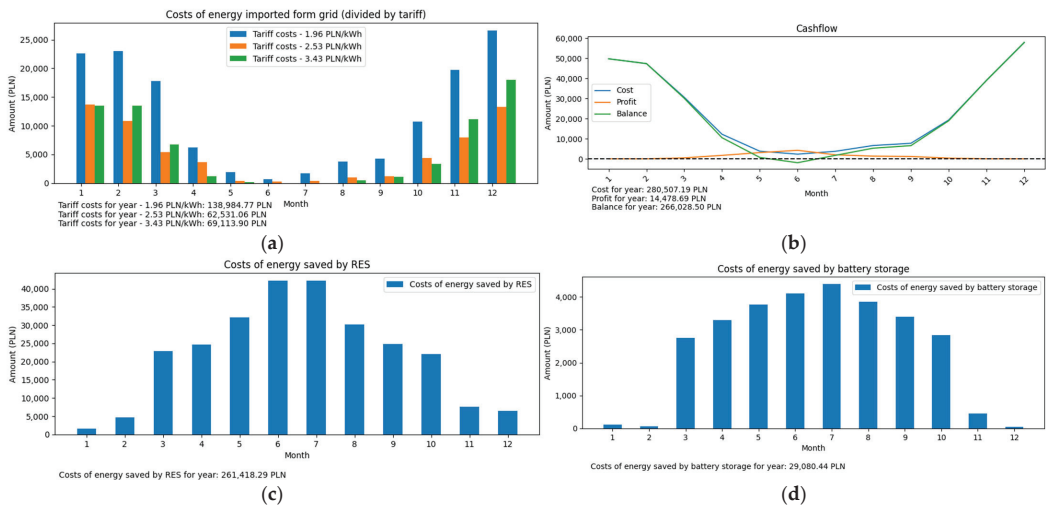 Costs of energy imported form grid (divided by tariff)
Amount (PLN)
25,000
20,000
15,000
10,000
5,000
0
Tariff costs - 1.96 PLN/kWh
Tariff costs - 2.53 PLN/kWh
Tariff costs - 3.43 PLN/kWh
1 2 3 4 5 6 7 8 9 10 11 12
Month
Tariff costs for year - 1.96 PLN/kWh: 138,984.77 PLN
Tariff costs for year - 2.53 PLN/kWh: 62,531.06 PLN
Tariff costs for year - 3.43 PLN/kWh: 69,113.90 PLN
(a)
Cashflow
Amount (PLN)
60,000
50,000
40,000
30,000
20,000
10,000
0
Cost
Profit
Balance
1 2 3 4 5 6 7 8 9 10 11 12
Month
Cost for year: 280,507.19 PLN
Profit for year: 14,478.69 PLN
Balance for year: 266,028.50 PLN
(b)
Costs of energy saved by RES
Amount (PLN)
40,000
35,000
30,000
25,000
20,000
15,000
10,000
5,000
0
Costs of energy saved by RES
1 2 3 4 5 6 7 8 9 10 11 12
Month
Costs of energy saved by RES for year: 261,418.29 PLN
(c)
Costs of energy saved by battery storage
Amount (PLN)
4,000
3,000
2,000
1,000
0
Costs of energy saved by battery storage
1 2 3 4 5 6 7 8 9 10 11 12
Month
Costs of energy saved by battery storage for year: 29,080.44 PLN
(d)